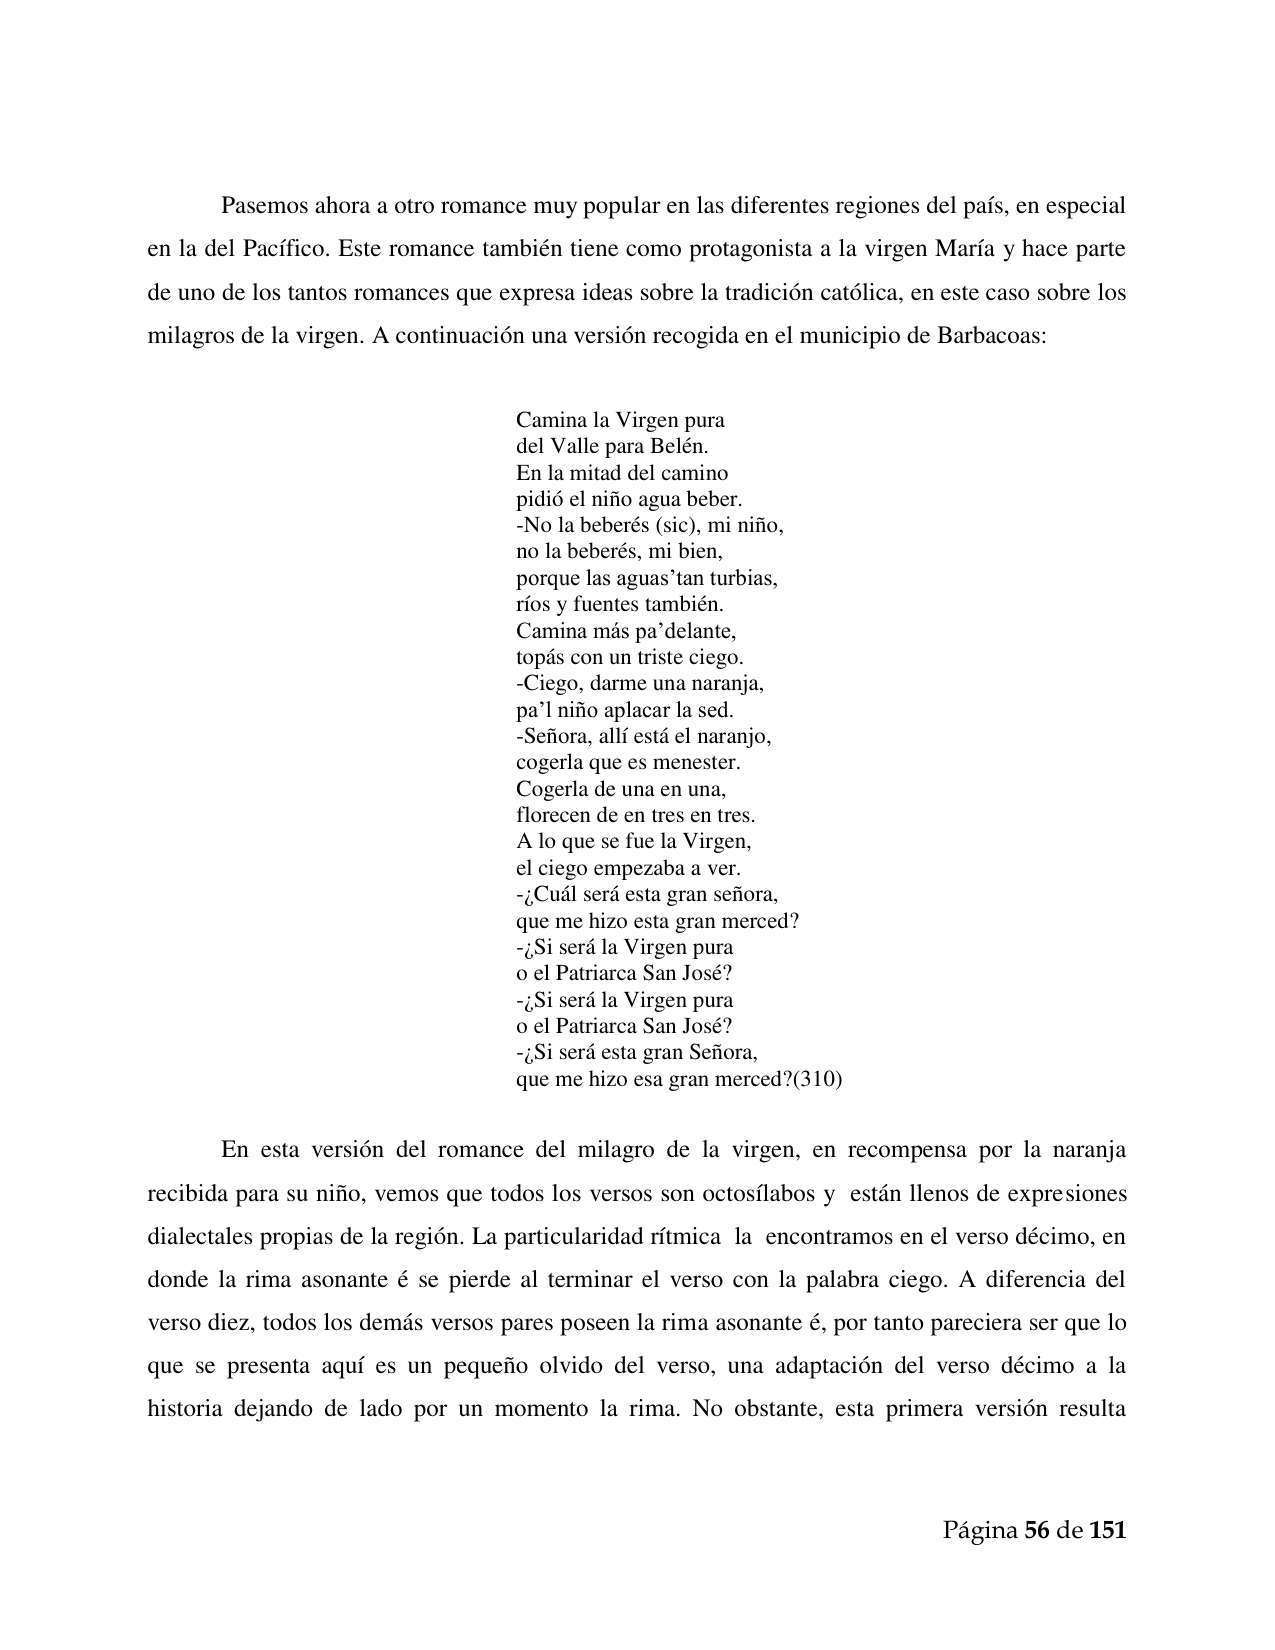 Pasemos ahora a otro romance muy popular en las diferentes regiones del país, en especial
en la del Pacífico. Este romance también tiene como protagonista a la virgen María y hace parte
de uno de los tantos romances que expresa ideas sobre la tradición católica, en este caso sobre los
milagros de la virgen. A continuación una versión recogida en el municipio de Barbacoas:
Camina la Virgen pura
del Valle para Belén.
En la mitad del camino
pidió el niño agua beber.
-No la beberés (sic), mi niño,
no la beberés, mi bien,
porque las aguas’tan turbias,
ríos y fuentes también.
Camina más pa’delante,
topás con un triste ciego.
-Ciego, darme una naranja,
pa’l niño aplacar la sed.
-Señora, allí está el naranjo,
cogerla que es menester.
Cogerla de una en una,
florecen de en tres en tres.
A lo que se fue la Virgen,
el ciego empezaba a ver.
-¿Cuál será esta gran señora,
que me hizo esta gran merced?
-¿Si será la Virgen pura
o el Patriarca San José?
-¿Si será la Virgen pura
o el Patriarca San José?
-¿Si será esta gran Señora,
que me hizo esa gran merced?(310)
En esta versión del romance del milagro de la virgen, en recompensa por la naranja
recibida para su niño, vemos que todos los versos son octosílabos y están llenos de expresiones
dialectales propias de la región. La particularidad rítmica la encontramos en el verso décimo, en
donde la rima asonante é se pierde al terminar el verso con la palabra ciego. A diferencia del
verso diez, todos los demás versos pares poseen la rima asonante é, por tanto pareciera ser que lo
que se presenta aquí es un pequeño olvido del verso, una adaptación del verso décimo a la
historia dejando de lado por un momento la rima. No obstante, esta primera versión resulta
Página 56 de 151